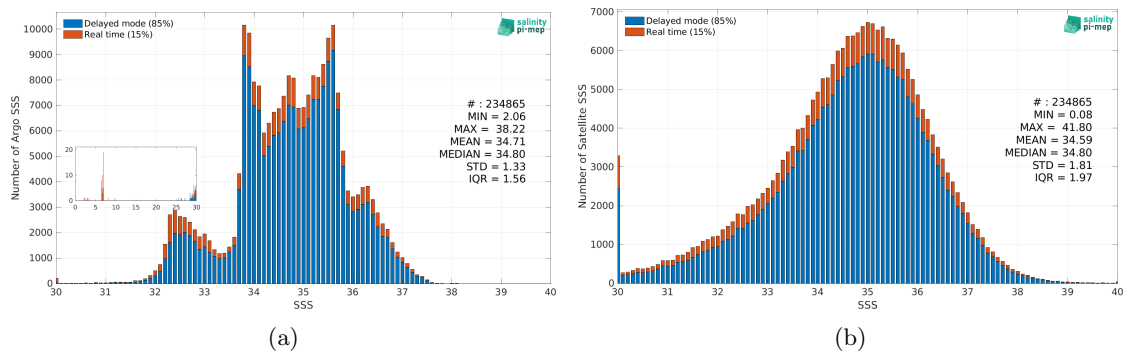 Delayed mode (85%)
Real time (15%)
salinity
pi-mep
# : 234865
MIN = 2.06
MAX = 38.22
MEAN = 34.71
MEDIAN = 34.80
STD = 1.33
IQR = 1.56
Number of Argo SSS
10000
9000
8000
7000
6000
5000
4000
3000
2000
1000
0
20
10
0
0 5 10 15 20 25 30
30 31 32 33 34 35 36 37 38 39 40
SSS
(a)
Delayed mode (85%)
Real time (15%)
salinity
pi-mep
# : 234865
MIN = 0.08
MAX = 41.80
MEAN = 34.59
MEDIAN = 34.80
STD = 1.81
IQR = 1.97
Number of Satellite SSS
7000
6000
5000
4000
3000
2000
1000
0
30 31 32 33 34 35 36 37 38 39 40
SSS
(b)